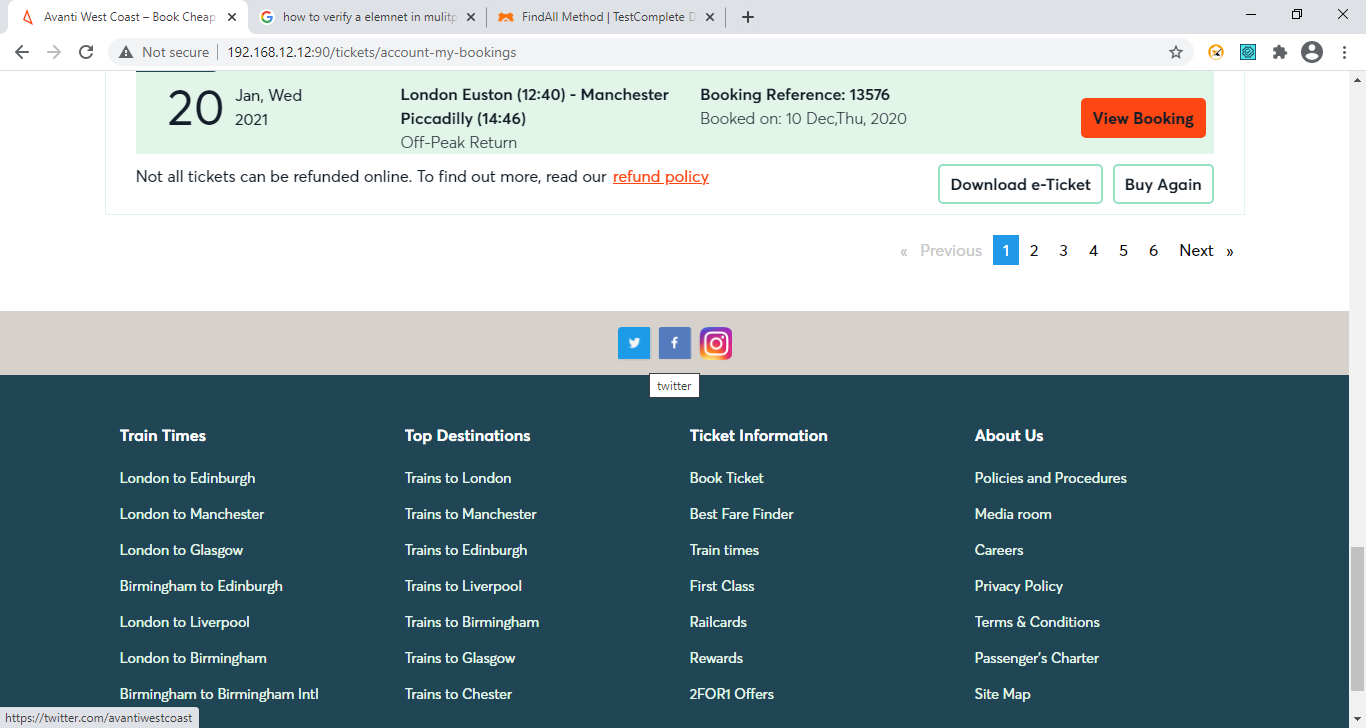 Avanti West Coast – Book Cheap
how to verify a elemnet in mulitp
FindAll Method | TestComplete D
Not secure
192.168.12.12:90/tickets/account-my-bookings
20
Jan, Wed
2021
London Euston (12:40) - Manchester
Piccadilly (14:46)
Off-Peak Return
Booking Reference: 13576
Booked on: 10 Dec,Thu, 2020
View Booking
Not all tickets can be refunded online. To find out more, read our refund policy
Download e-Ticket
Buy Again
« Previous 1 2 3 4 5 6 Next »
twitter
Train Times
London to Edinburgh
London to Manchester
London to Glasgow
Birmingham to Edinburgh
London to Liverpool
London to Birmingham
Birmingham to Birmingham Intl
Top Destinations
Trains to London
Trains to Manchester
Trains to Edinburgh
Trains to Liverpool
Trains to Birmingham
Trains to Glasgow
Trains to Chester
Ticket Information
Book Ticket
Best Fare Finder
Train times
First Class
Railcards
Rewards
2FOR1 Offers
About Us
Policies and Procedures
Media room
Careers
Privacy Policy
Terms & Conditions
Passenger's Charter
Site Map
https://twitter.com/avantiwestcoast